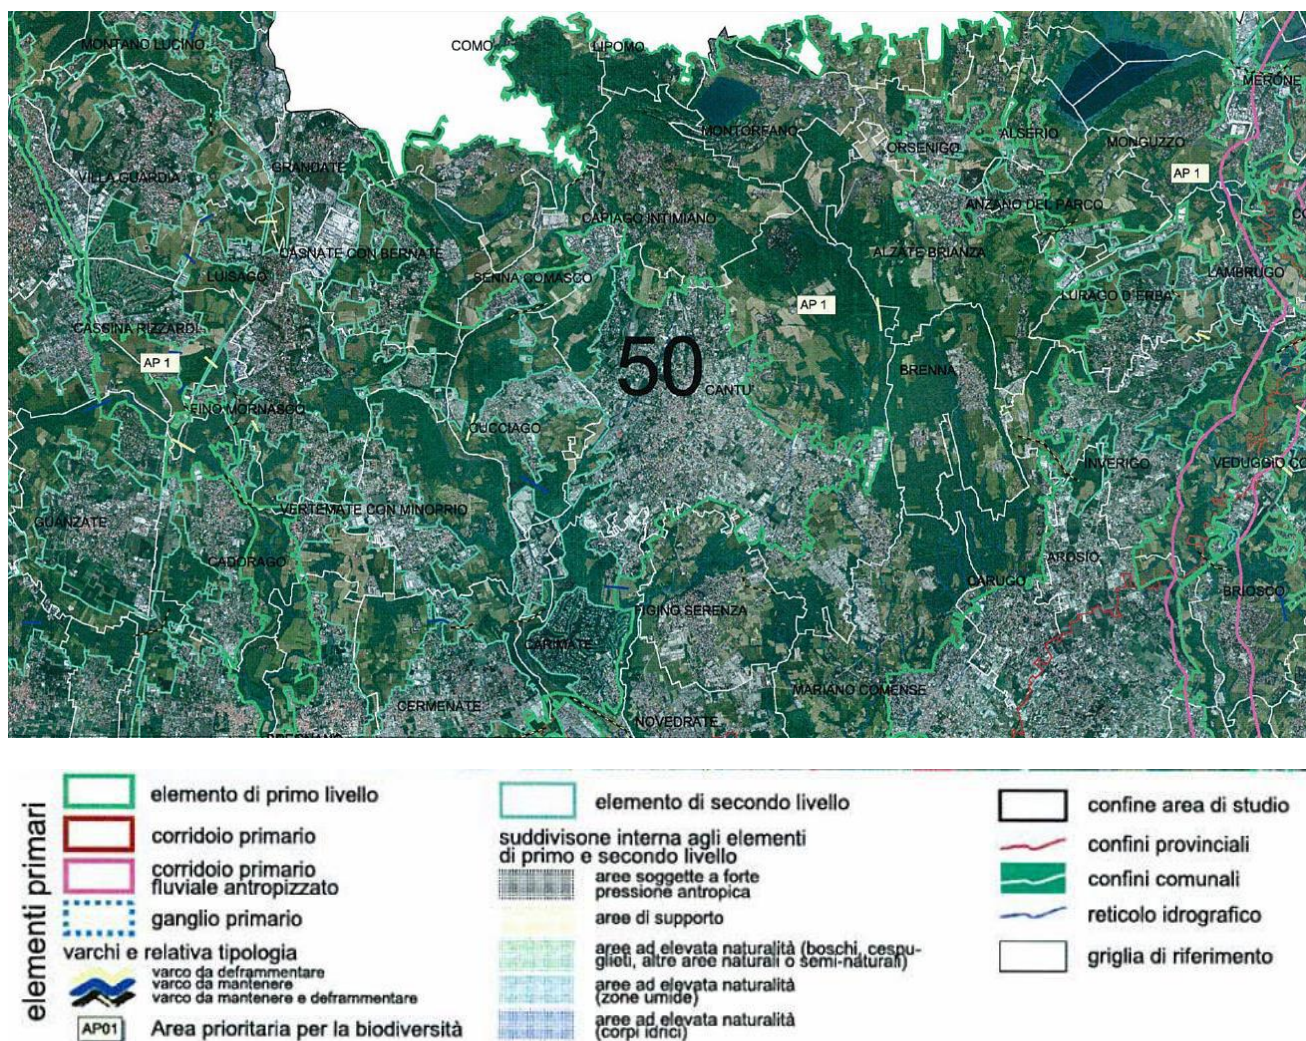 MONTANO LUCINO
COMO
LIPOMO
MERONE
MONTORFANO
ORSENIGO
ALSERIO
MONGUZZO
AP 1
VILLA GUARDIA
GRANDATE
CAPIAGO INTIMIANO
ANZANO DEL PARCO
CASNATE CON BERNATE
LUISAGO
SENNA COMASCO
ALZATE BRIANZA
LURAGO D'ERBA
LAMBRUGO
AP 1
CASSINA RIZZARDI
AP 1
50
CANTU'
BRENNA
FINO MORNASCO
CUCCIAGO
INVERIGO
VEDUGGIO CO
GUANZATE
VERTEMATE CON MINOPRIO
CADORAGO
AROSIO
CARUGO
BRIOSCO
FIGINO SERENZA
CARIMATE
MARIANO COMENSE
CERMENATE
NOVEDRATE
elementi primari
elemento di primo livello
corridoio primario
corridoio primario
fluviale antropizzato
ganglio primario
varchi e relativa tipologia
varco da deframmentare
varco da mantenere
varco da mantenere e deframmentare
AP01
Area prioritaria per la biodiversità
elemento di secondo livello
suddivisone interna agli elementi
di primo e secondo livello
aree soggette a forte
pressione antropica
aree di supporto
aree ad elevata naturalità (boschi, cespu-
glieti, altre aree naturali o semi-naturali)
aree ad elevata naturalità
(zone umide)
aree ad elevata naturalità
(corpi idrici)
confine area di studio
confini provinciali
confini comunali
reticolo idrografico
griglia di riferimento